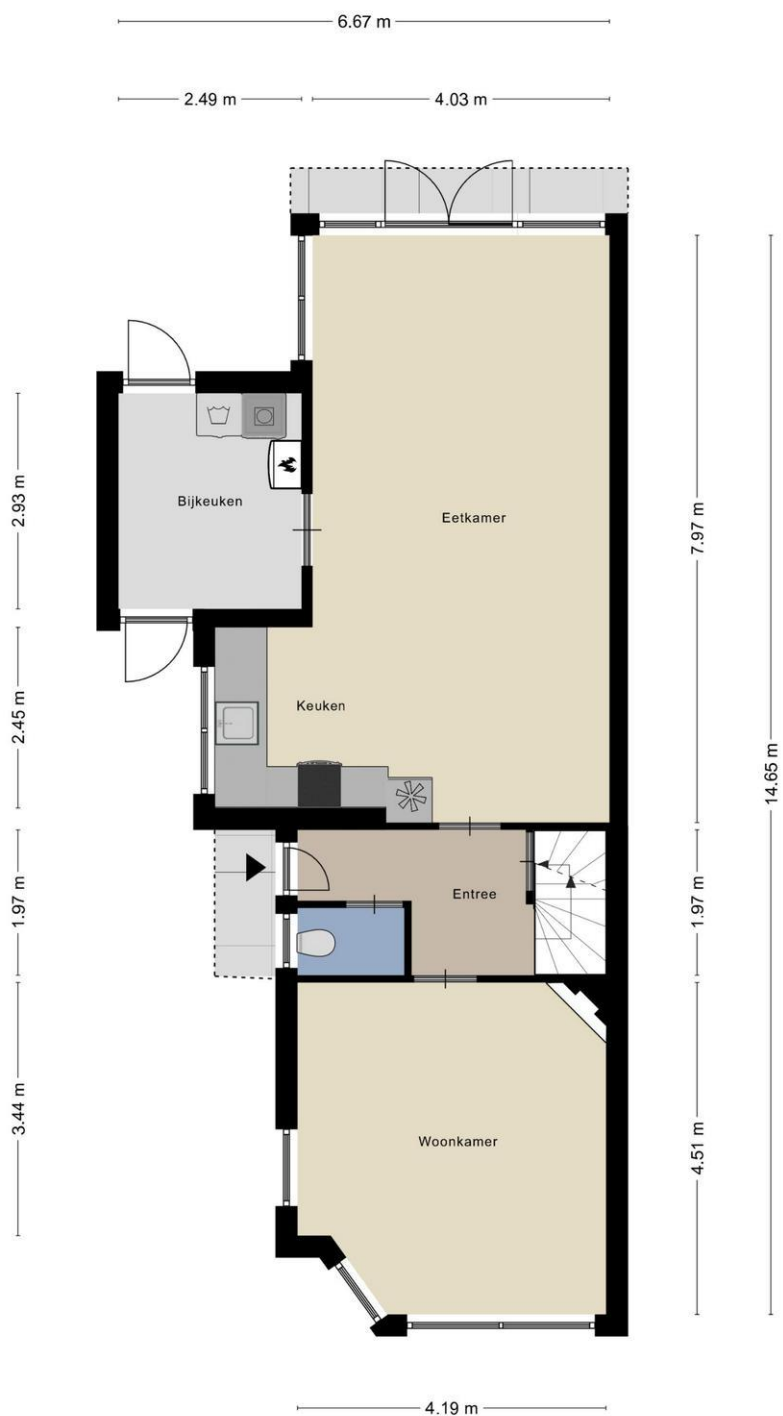 6.67 m
2.49 m
4.03 m
2.93 m
Bijkeuken
Eetkamer
7.97 m
2.45 m
Keuken
14.65 m
1.97 m
Entree
1.97 m
3.44 m
Woonkamer
4.51 m
4.19 m